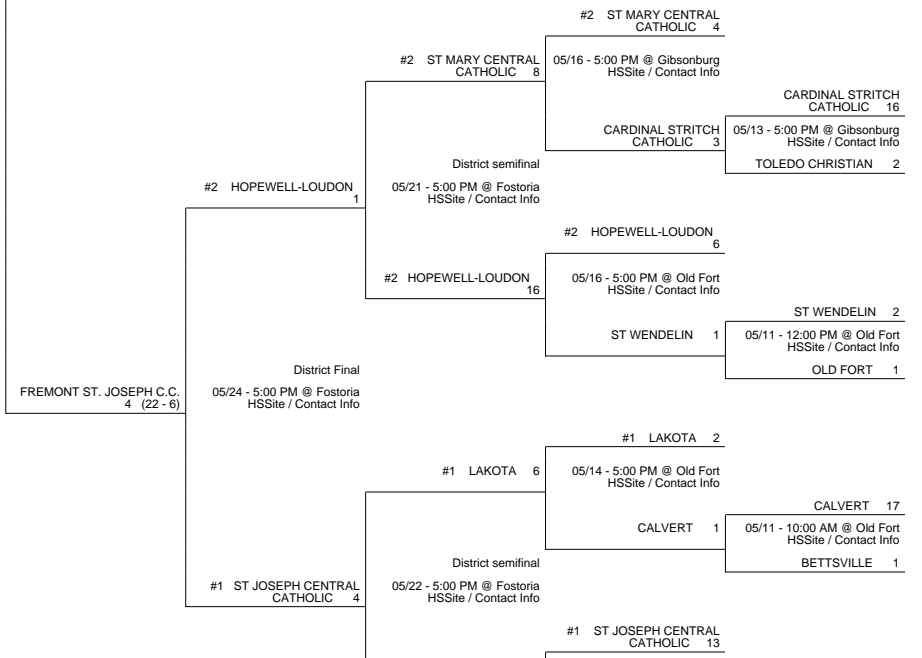 #2 ST MARY CENTRAL
CATHOLIC 4
#2 ST MARY CENTRAL
CATHOLIC 8
05/16 - 5:00 PM @ Gibsonburg
HSSite / Contact Info
CARDINAL STRITCH
CATHOLIC 16
CARDINAL STRITCH
CATHOLIC 3
05/13 - 5:00 PM @ Gibsonburg
HSSite / Contact Info
TOLEDO CHRISTIAN 2
District semifinal
#2 HOPEWELL-LOUDON
1
05/21 - 5:00 PM @ Fostoria
HSSite / Contact Info
#2 HOPEWELL-LOUDON
6
#2 HOPEWELL-LOUDON
16
05/16 - 5:00 PM @ Old Fort
HSSite / Contact Info
ST WENDELIN 2
ST WENDELIN 1
05/11 - 12:00 PM @ Old Fort
HSSite / Contact Info
OLD FORT 1
District Final
FREMONT ST. JOSEPH C.C.
4 (22 - 6)
05/24 - 5:00 PM @ Fostoria
HSSite / Contact Info
#1 LAKOTA 2
#1 LAKOTA 6
05/14 - 5:00 PM @ Old Fort
HSSite / Contact Info
CALVERT 17
CALVERT 1
05/11 - 10:00 AM @ Old Fort
HSSite / Contact Info
BETTSVILLE 1
District semifinal
#1 ST JOSEPH CENTRAL
CATHOLIC 4
05/22 - 5:00 PM @ Fostoria
HSSite / Contact Info
#1 ST JOSEPH CENTRAL
CATHOLIC 13